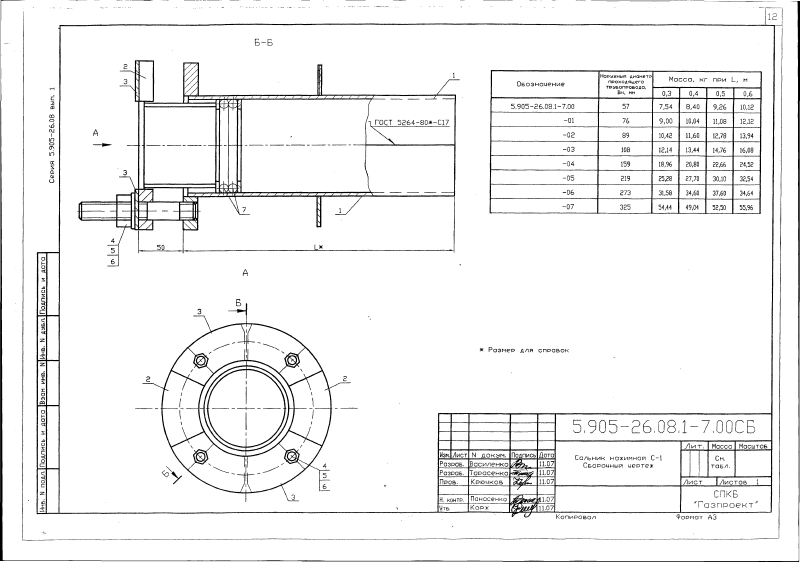 12
Серия 5.905-26.08 вып. 1
Б-Б
2
3
1
А
ГОСТ 5264-80*-С17
3
7
1
4
5
6
50
L*
Обозначение
Наружный диаметр проходящего трубопровода, Dн, мм
Масса, кг при L, м
0,3 0,4 0,5 0,6
5.905-26.08.1-7.00 57 7,54 8,40 9,26 10,12
-01 76 9,00 10,04 11,08 12,12
-02 89 10,42 11,60 12,78 13,94
-03 108 12,14 13,44 14,76 16,08
-04 159 18,96 20,80 22,66 24,52
-05 219 25,28 27,70 30,10 32,54
-06 273 31,58 34,60 37,60 34,64
-07 325 54,44 49,04 52,50 55,96
А
Б
3
2
2
4
5
6
Б
3
* Размер для справок
Инв. N подл.
Подпись и дата
Взам инв. N
Инв. N дубл.
Подпись и дата
5.905-26.08.1-7.00СБ
Изм. Лист N докум. Подпись Дата
Разраб. Василенко 11.07
Разраб. Тарасенко 11.07
Пров. Крючков 11.07
Н. контр. Панасенко 11.07
Утв. Корж 11.07
Сальник нажимной С-1
Сборочный чертеж
Лит. Масса Масштаб
См. табл.
Лист Листов 1
СПКБ
"Газпроект"
Копировал Формат А3